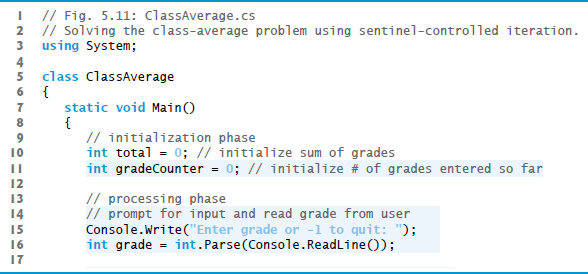 1 // Fig. 5.11: ClassAverage.cs
2 // Solving the class-average problem using sentinel-controlled iteration.
3 using System;
4
5 class ClassAverage
6 {
7 static void Main()
8 {
9 // initialization phase
10 int total = 0; // initialize sum of grades
11 int gradeCounter = 0; // initialize # of grades entered so far
12
13 // processing phase
14 // prompt for input and read grade from user
15 Console.Write("Enter grade or -1 to quit: ");
16 int grade = int.Parse(Console.ReadLine());
17